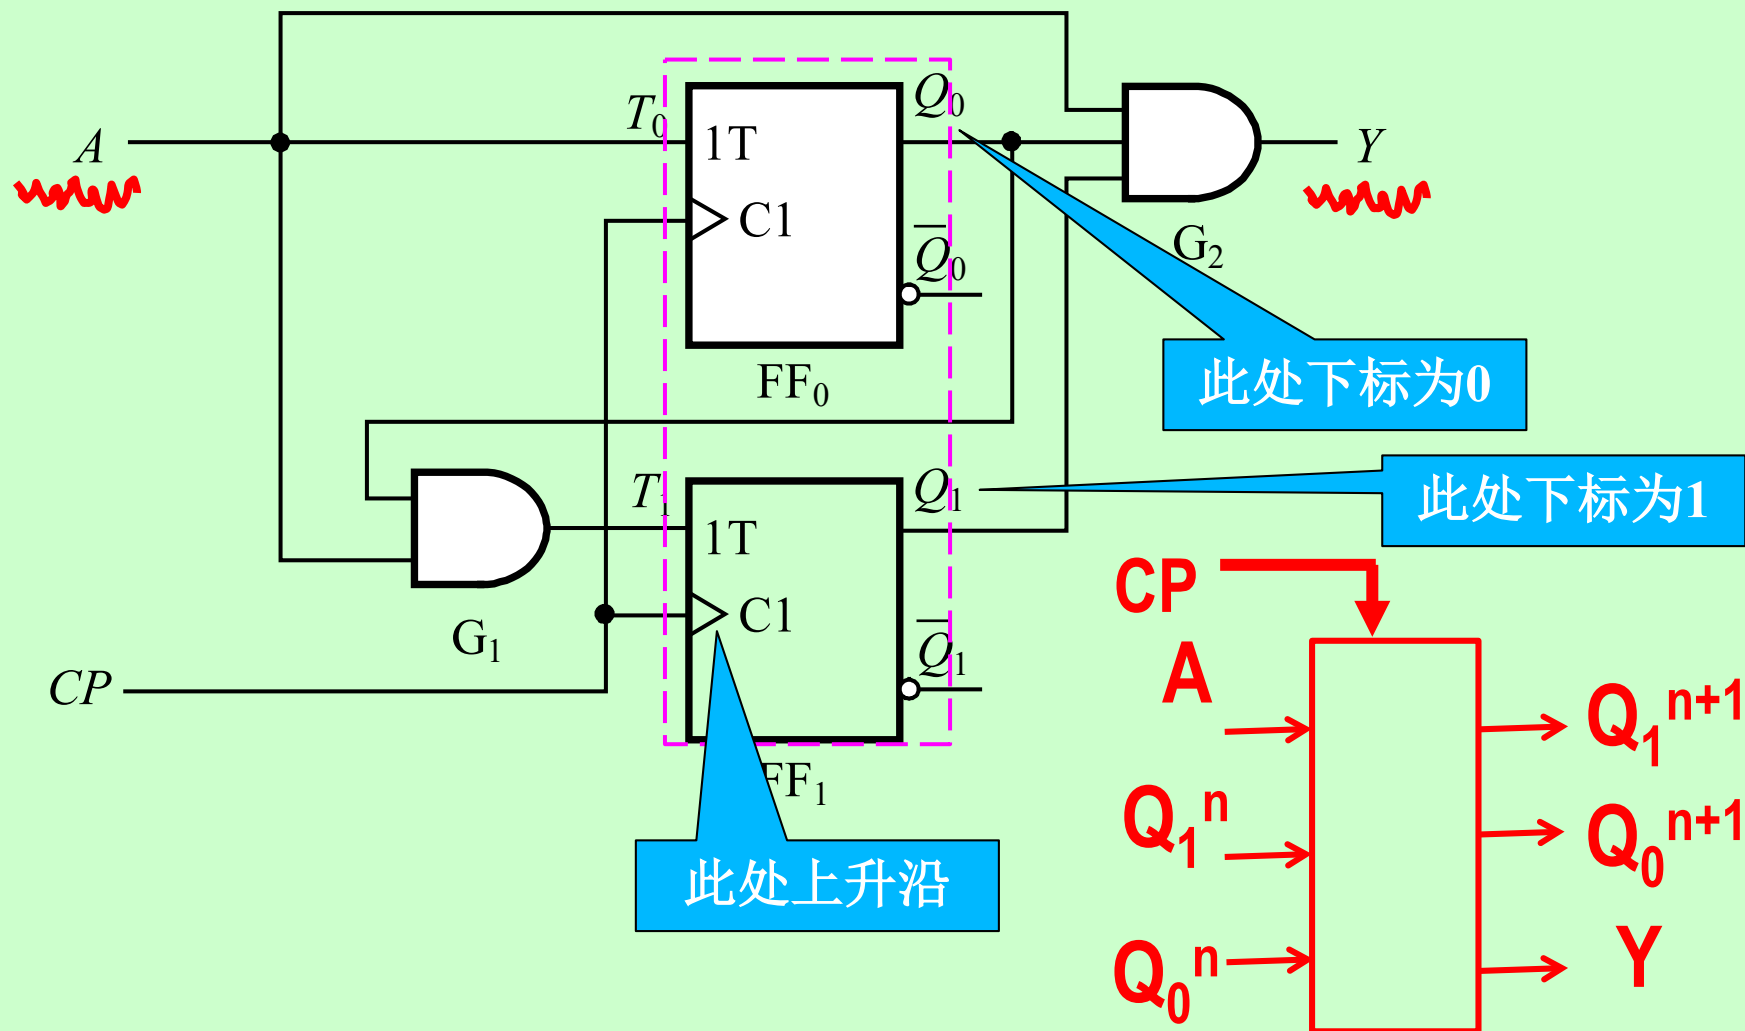 A
T₀
1T
C1
Q₀
Q̅₀
FF₀
Y
G₂
此处下标为0
T₁
1T
C1
Q₁
Q̅₁
FF₁
此处下标为1
G₁
CP
此处上升沿
CP
A
Q₁ⁿ
Q₀ⁿ
Q₁ⁿ⁺¹
Q₀ⁿ⁺¹
Y